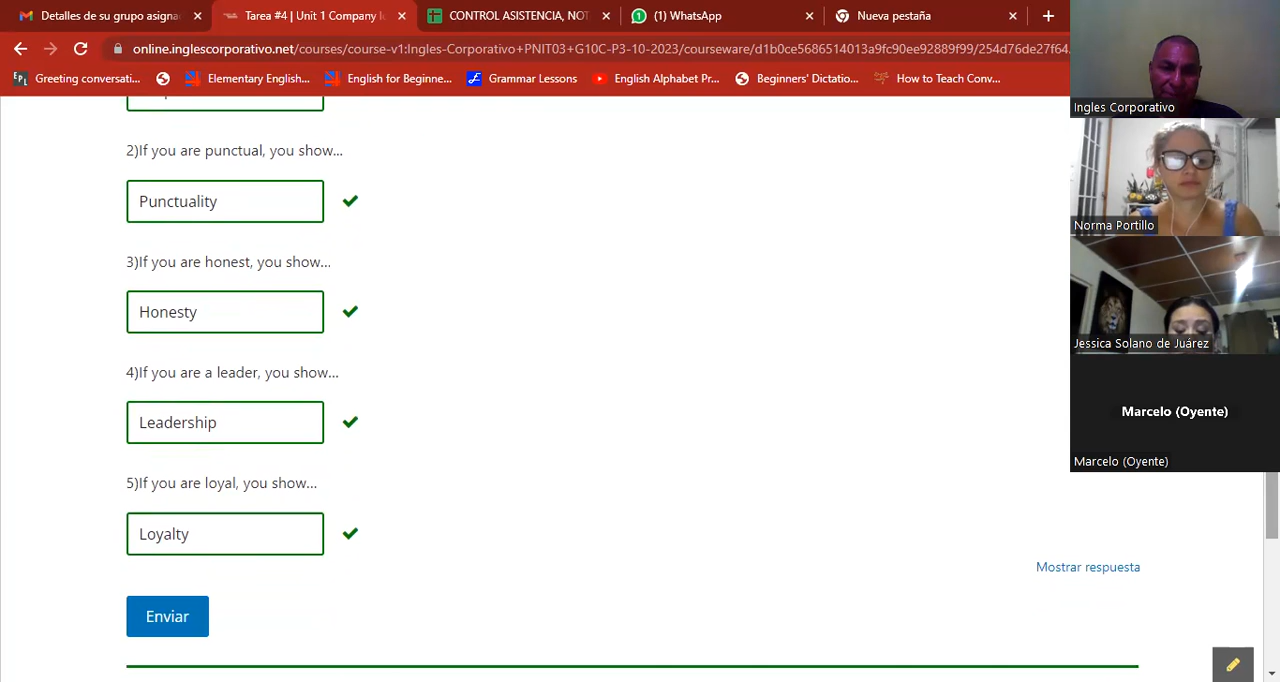 Detalles de su grupo asigna
Tarea #4 | Unit 1 Company l
CONTROL ASISTENCIA, NOT
(1) WhatsApp
Nueva pestaña
online.inglescorporativo.net/courses/course-v1:Ingles-Corporativo+PNIT03+G10C-P3-10-2023/courseware/d1b0ce5686514013a9fc90ee92889f99/254d76de27f64.
Greeting conversati...
Elementary English...
English for Beginne...
Grammar Lessons
English Alphabet Pr...
Beginners' Dictatio...
How to Teach Conv...
Ingles Corporativo
2)If you are punctual, you show...
Punctuality
Norma Portillo
3)If you are honest, you show...
Honesty
Jessica Solano de Juárez
4)If you are a leader, you show...
Leadership
Marcelo (Oyente)
Marcelo (Oyente)
5)If you are loyal, you show...
Loyalty
Mostrar respuesta
Enviar